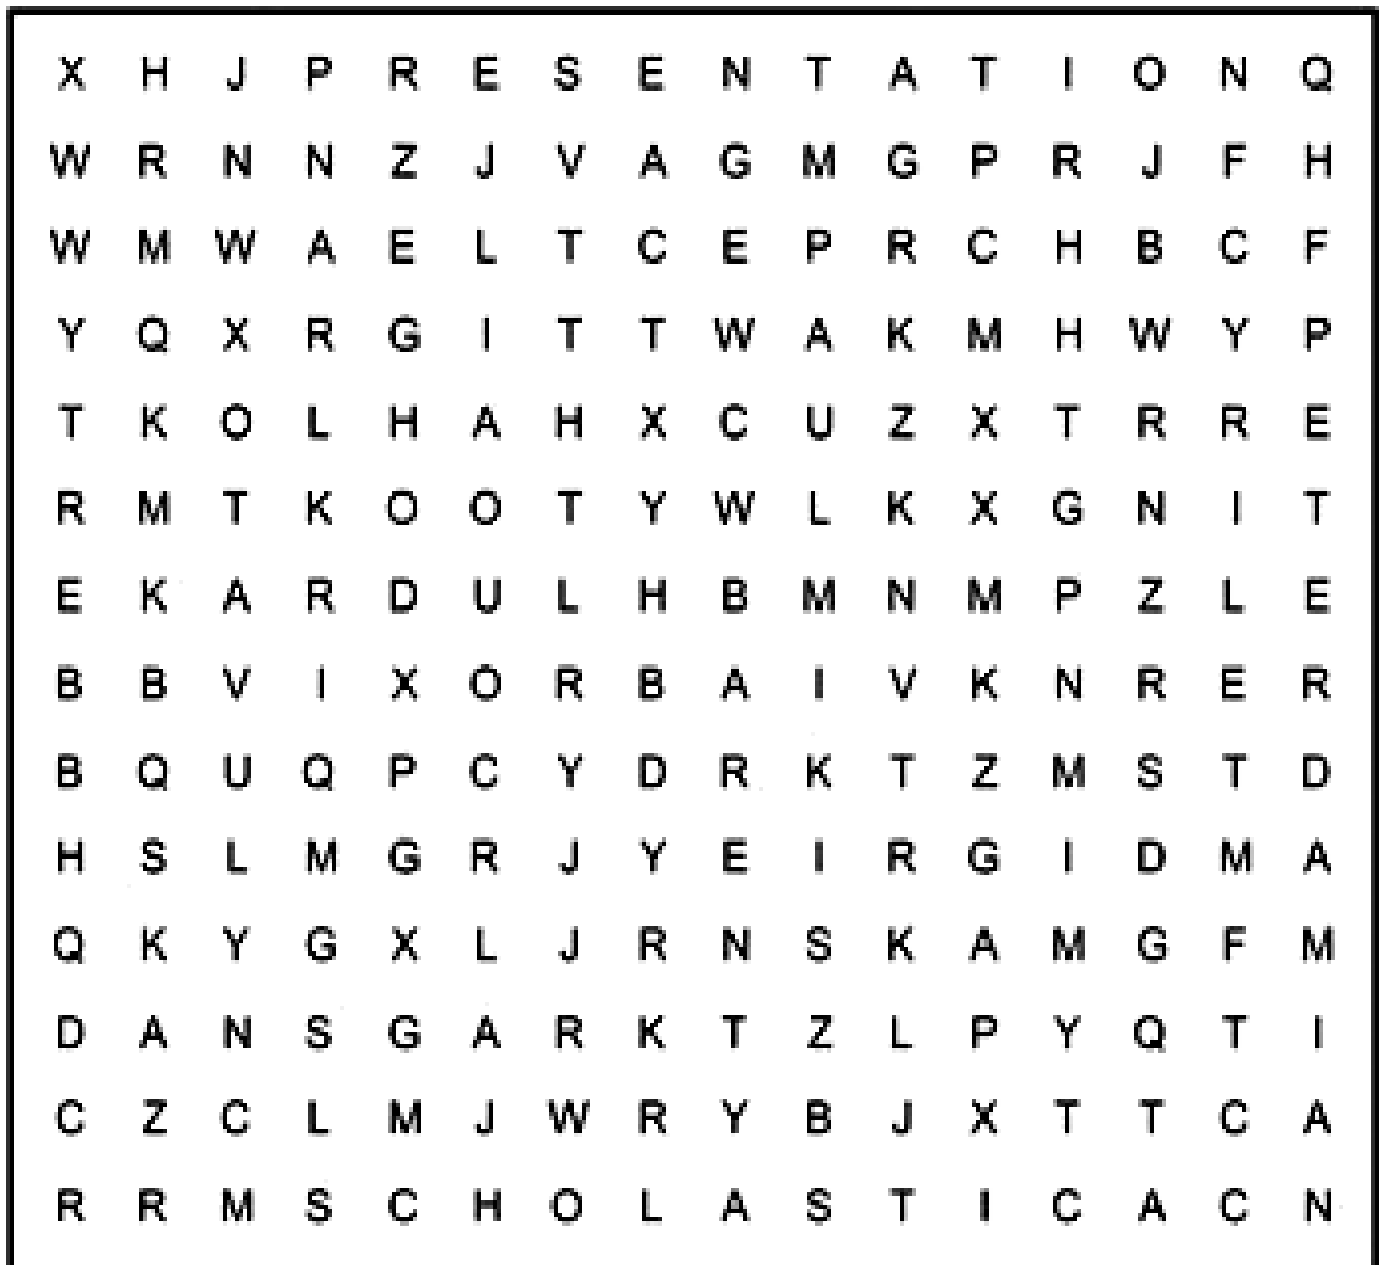 X H J P R E S E N T A T I O N Q
W R N N Z J V A G M G P R J F H
W M W A E L T C E P R C H B C F
Y Q X R G I T T W A K M H W Y P
T K O L H A H X C U Z X T R R E
R M T K O O T Y W L K X G N I T
E K A R D U L H B M N M P Z L E
B B V I X O R B A I V K N R E R
B Q U Q P C Y D R K T Z M S T D
H S L M G R J Y E I R G I D M A
Q K Y G X L J R N S K A M G F M
D A N S G A R K T Z L P Y Q T I
C Z C L M J W R Y B J X T T C A
R R M S C H O L A S T I C A C N